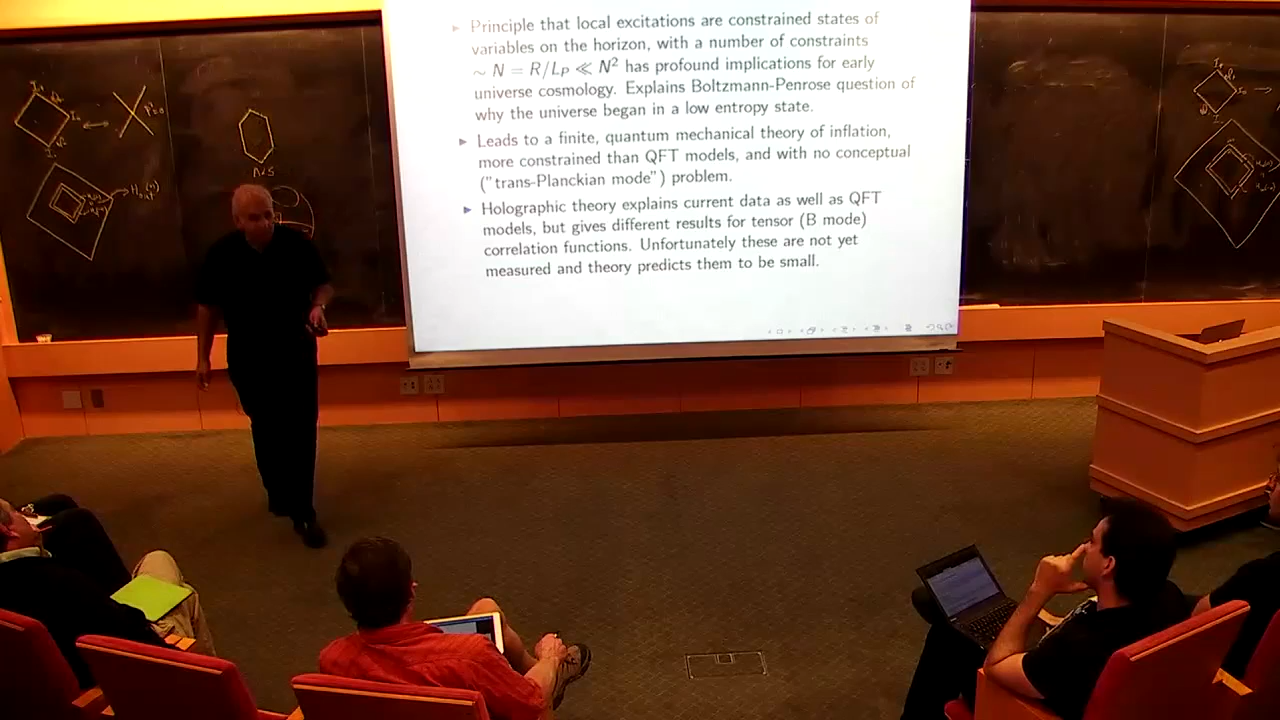 Principle that local excitations are constrained states of
variables on the horizon, with a number of constraints
∼ N = R/L_P ≪ N² has profound implications for early
universe cosmology. Explains Boltzmann-Penrose question of
why the universe began in a low entropy state.
Leads to a finite, quantum mechanical theory of inflation,
more constrained than QFT models, and with no conceptual
("trans-Planckian mode") problem.
Holographic theory explains current data as well as QFT
models, but gives different results for tensor (B mode)
correlation functions. Unfortunately these are not yet
measured and theory predicts them to be small.